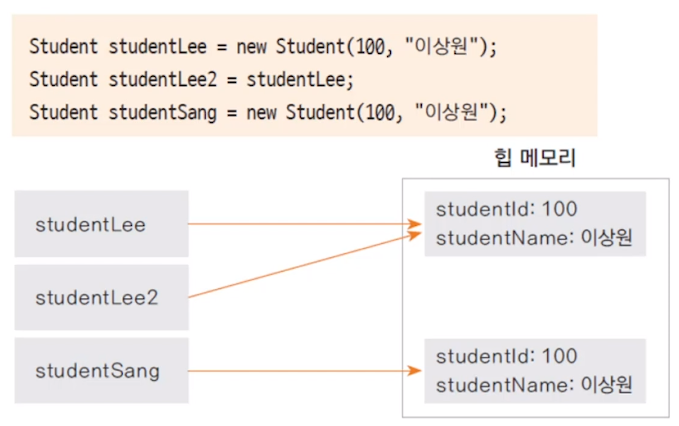 Student studentLee = new Student(100, "이상원");
Student studentLee2 = studentLee;
Student studentSang = new Student(100, "이상원");
힙 메모리
studentLee
studentId: 100
studentName: 이상원
studentLee2
studentSang
studentId: 100
studentName: 이상원